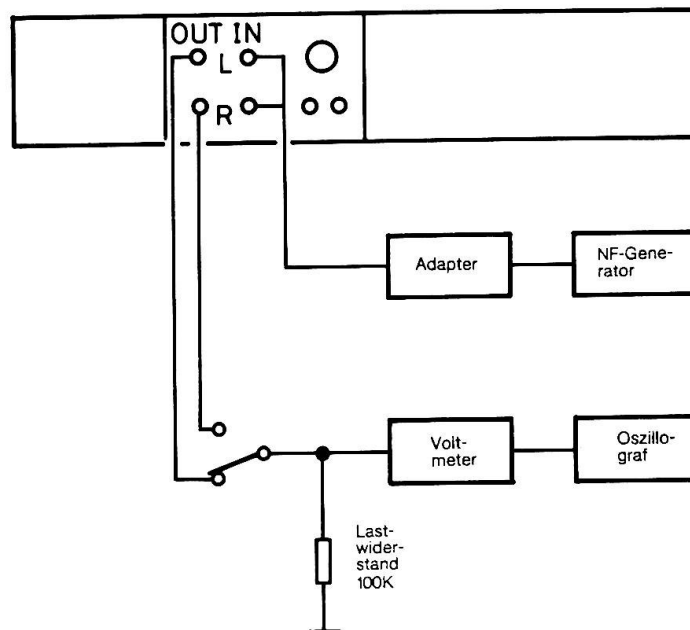 OUT IN
L
R
Adapter
NF-Gene-
rator
Volt-
meter
Oszillo-
graf
Last-
wider-
stand
100K